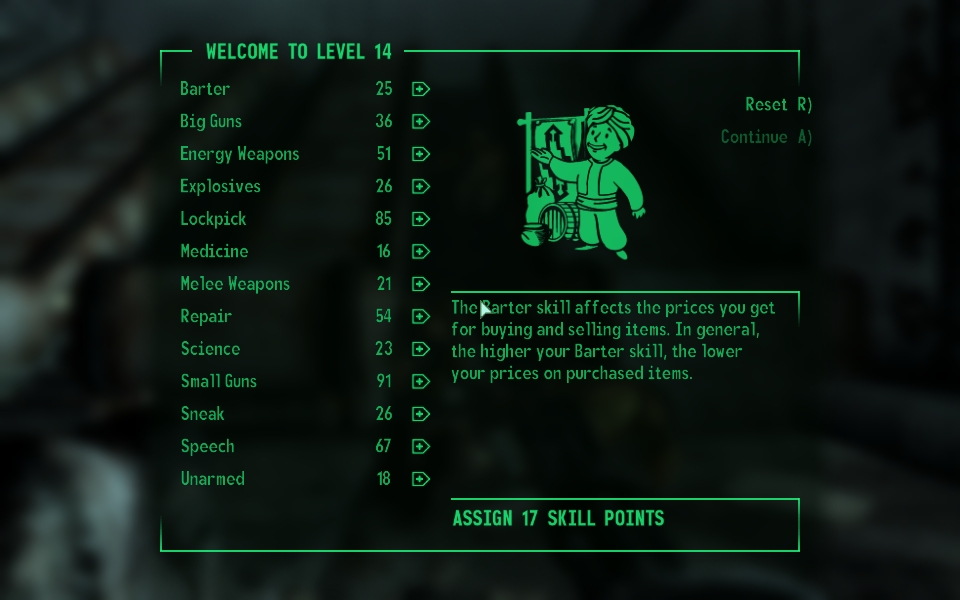 WELCOME TO LEVEL 14
Barter 25
Big Guns 36
Energy Weapons 51
Explosives 26
Lockpick 85
Medicine 16
Melee Weapons 21
Repair 54
Science 23
Small Guns 91
Sneak 26
Speech 67
Unarmed 18
Reset R)
Continue A)
The Barter skill affects the prices you get
for buying and selling items. In general,
the higher your Barter skill, the lower
your prices on purchased items.
ASSIGN 17 SKILL POINTS